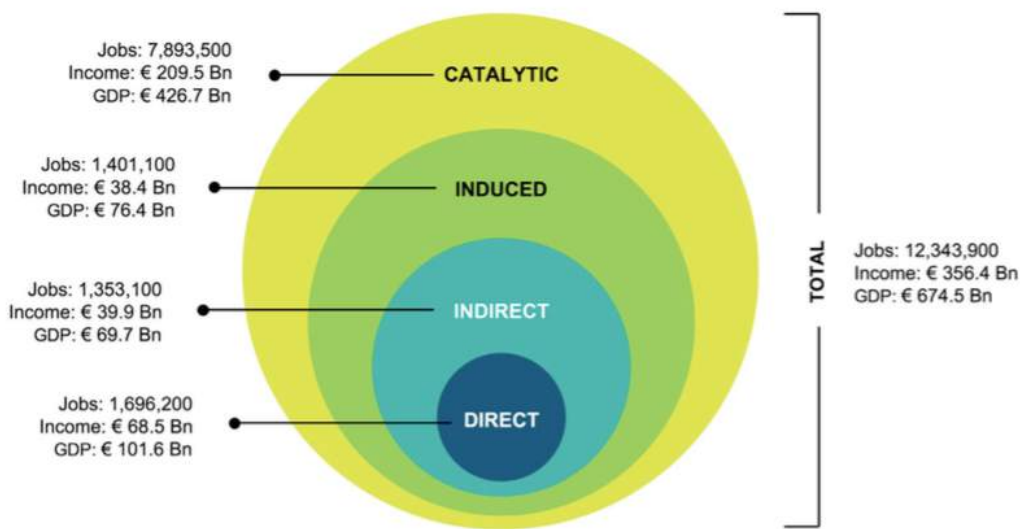 Jobs: 7,893,500
Income: € 209.5 Bn
GDP: € 426.7 Bn
CATALYTIC
Jobs: 1,401,100
Income: € 38.4 Bn
GDP: € 76.4 Bn
INDUCED
Jobs: 1,353,100
Income: € 39.9 Bn
GDP: € 69.7 Bn
INDIRECT
Jobs: 1,696,200
Income: € 68.5 Bn
GDP: € 101.6 Bn
DIRECT
TOTAL
Jobs: 12,343,900
Income: € 356.4 Bn
GDP: € 674.5 Bn